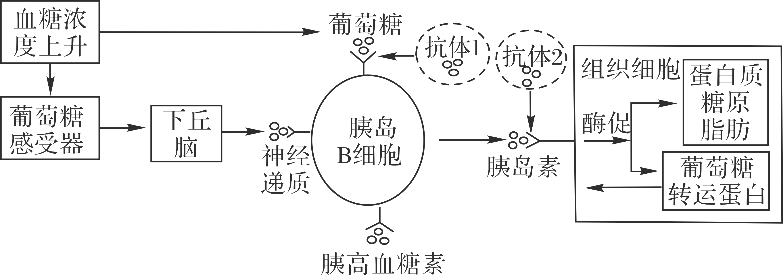 血糖浓
度上升
葡萄糖
抗体1
抗体2
组织细胞
蛋白质
糖原
脂肪
葡萄糖
感受器
下丘
脑
神经
递质
胰岛
B细胞
胰岛素
酶促
葡萄糖
转运蛋白
胰高血糖素